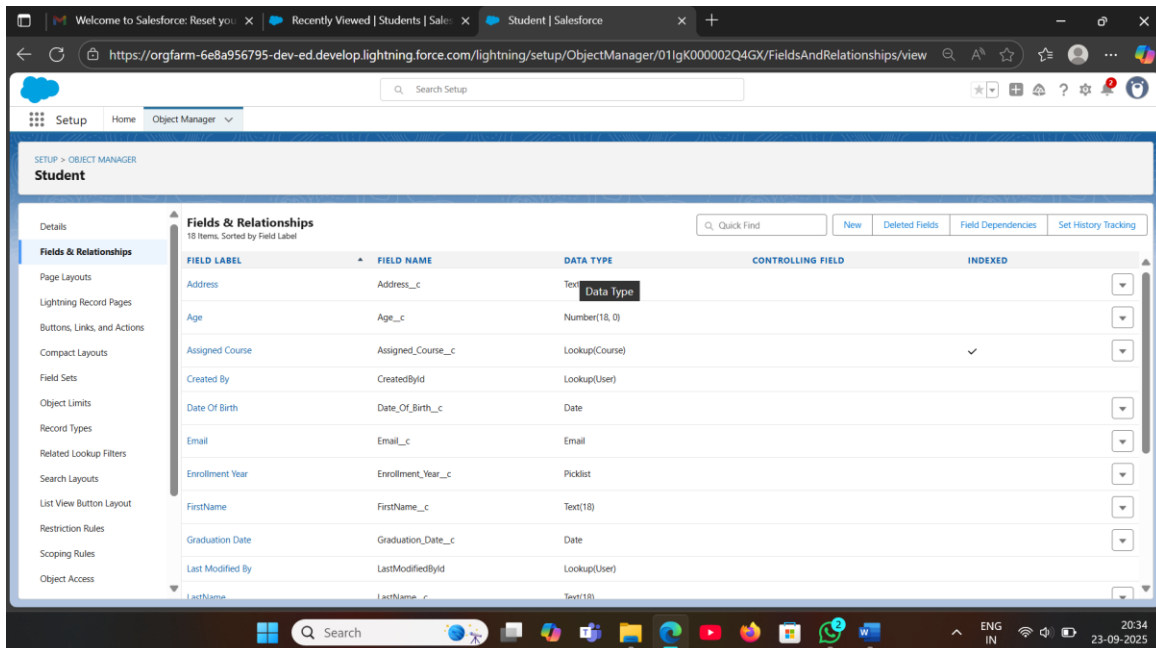 Welcome to Salesforce: Reset you
Recently Viewed | Students | Sales
Student | Salesforce
https://orgfarm-6e8a956795-dev-ed.develop.lightning.force.com/lightning/setup/ObjectManager/01IgK000002Q4GX/FieldsAndRelationships/view
Search Setup
2
Setup Home Object Manager
SETUP > OBJECT MANAGER
Student
Details
Fields & Relationships
Page Layouts
Lightning Record Pages
Buttons, Links, and Actions
Compact Layouts
Field Sets
Object Limits
Record Types
Related Lookup Filters
Search Layouts
List View Button Layout
Restriction Rules
Scoping Rules
Object Access
Fields & Relationships
18 Items, Sorted by Field Label
Quick Find New Deleted Fields Field Dependencies Set History Tracking
FIELD LABEL FIELD NAME DATA TYPE CONTROLLING FIELD INDEXED
Address Address__c Text
Data Type
Age Age__c Number(18, 0)
Assigned Course Assigned_Course__c Lookup(Course)
Created By CreatedById Lookup(User)
Date Of Birth Date_Of_Birth__c Date
Email Email__c Email
Enrollment Year Enrollment_Year__c Picklist
FirstName FirstName__c Text(18)
Graduation Date Graduation_Date__c Date
Last Modified By LastModifiedById Lookup(User)
LastName LastName__c Text(18)
Search
2
ENG
IN
20:34
23-09-2025